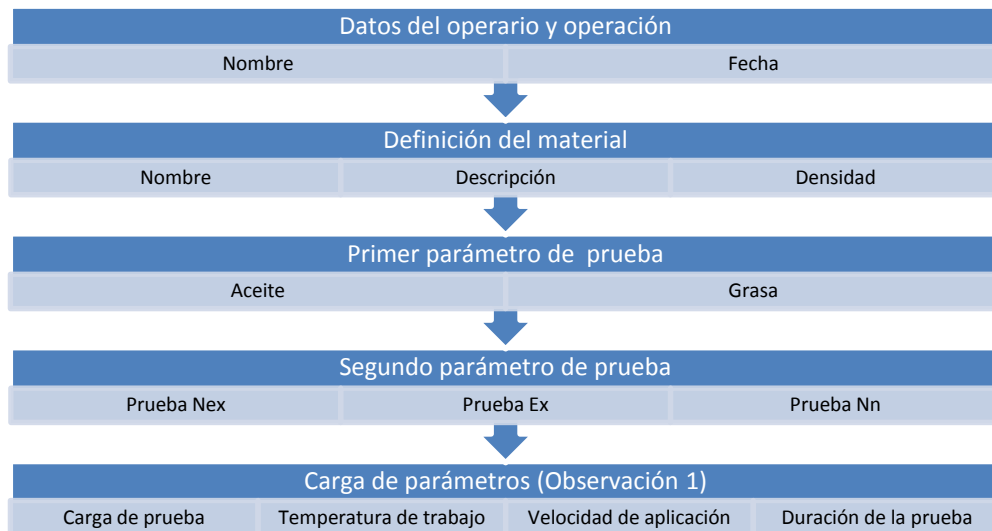 Datos del operario y operación
Nombre Fecha
Definición del material
Nombre Descripción Densidad
Primer parámetro de prueba
Aceite Grasa
Segundo parámetro de prueba
Prueba Nex Prueba Ex Prueba Nn
Carga de parámetros (Observación 1)
Carga de prueba Temperatura de trabajo Velocidad de aplicación Duración de la prueba